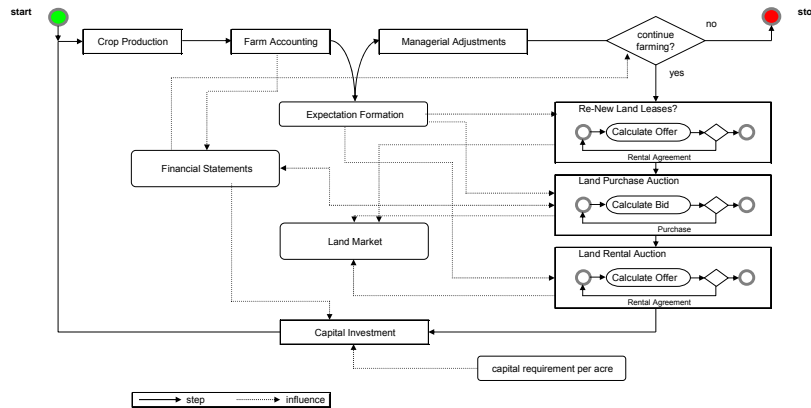 start
sto
no
Crop Production
Farm Accounting
Managerial Adjustments
continue
farming?
yes
Expectation Formation
Re-New Land Leases?
Calculate Offer
Rental Agreement
Financial Statements
Land Purchase Auction
Calculate Bid
Purchase
Land Market
Land Rental Auction
Calculate Offer
Rental Agreement
Capital Investment
capital requirement per acre
step
influence